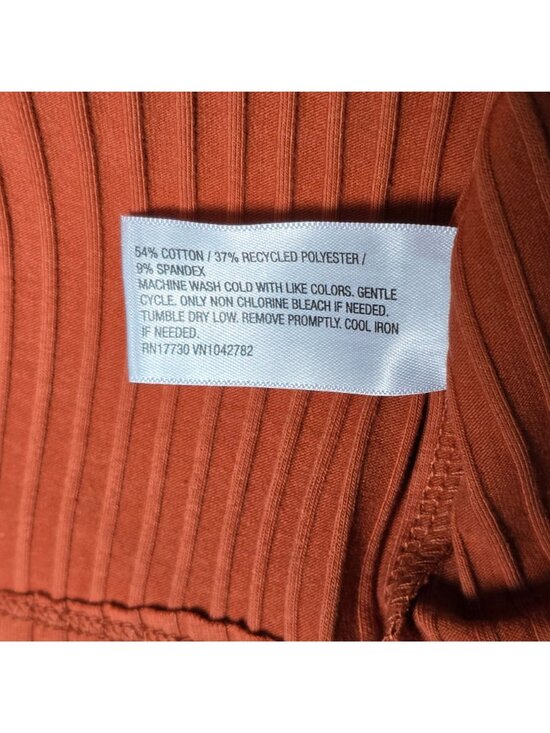 54% COTTON / 37% RECYCLED POLYESTER /
9% SPANDEX
MACHINE WASH COLD WITH LIKE COLORS. GENTLE
CYCLE. ONLY NON CHLORINE BLEACH IF NEEDED.
TUMBLE DRY LOW. REMOVE PROMPTLY. COOL IRON
IF NEEDED.
RN17730 VN1042782